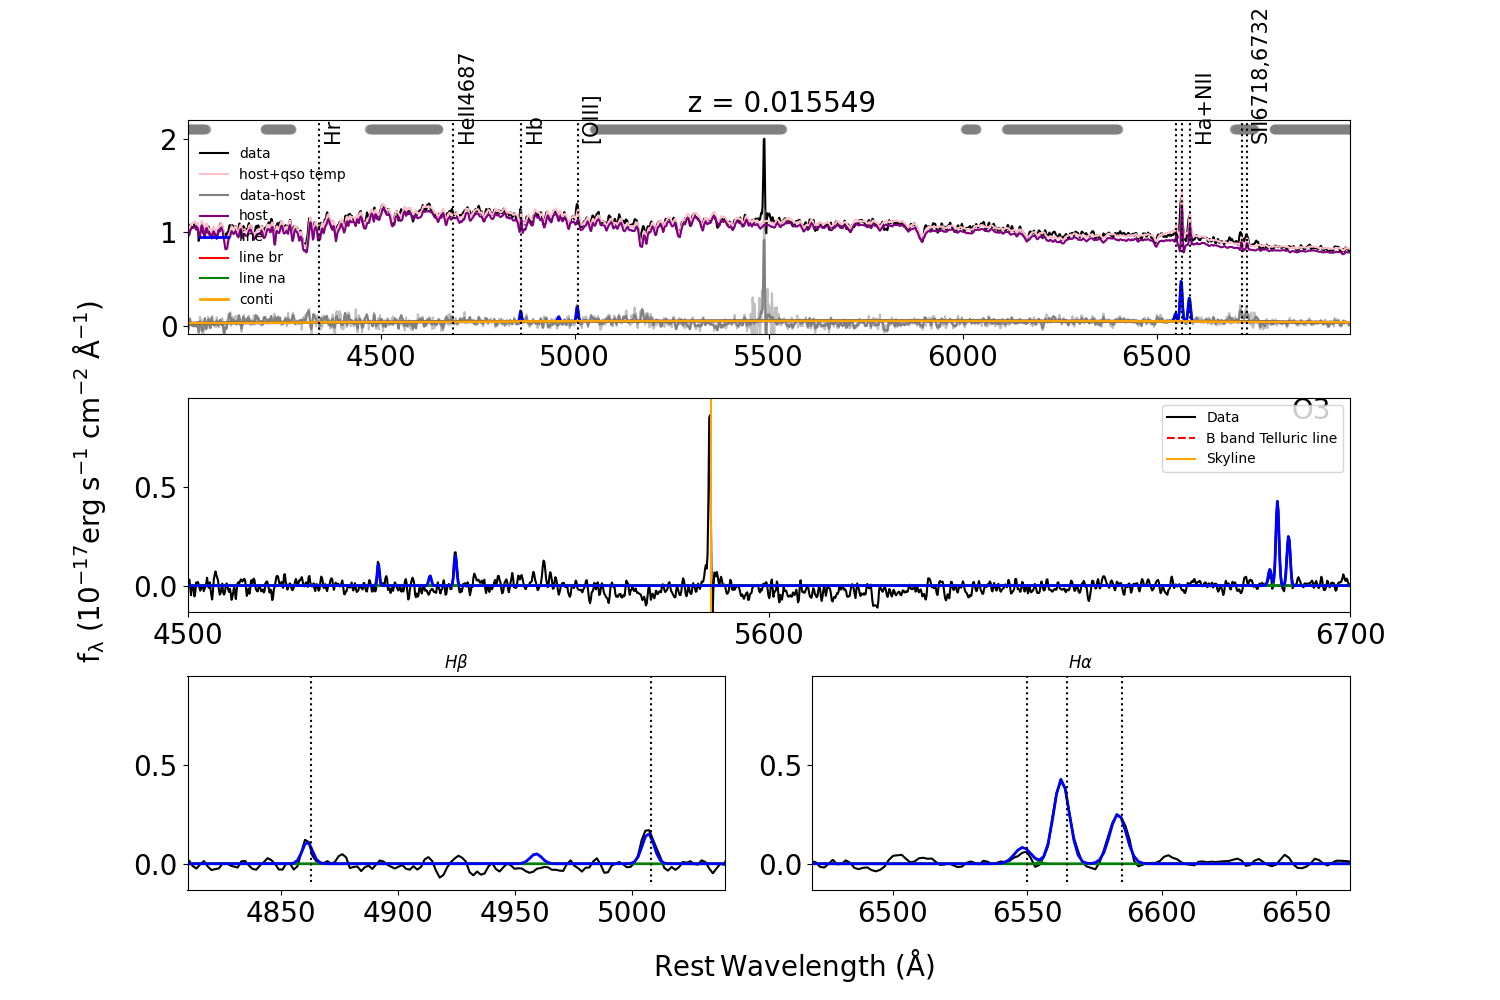 z = 0.015549
Hr
HeII4687
Hb
[OIII]
Ha+NII
SII6718,6732
2
1
0
data
host+qso temp
data-host
host
line
line br
line na
conti
4500
5000
5500
6000
6500
O3
Data
B band Telluric line
Skyline
0.5
0.0
4500
5600
6700
fλ (10−17erg s−1 cm−2 Å−1)
Hβ
0.5
0.0
4850
4900
4950
5000
Hα
0.5
0.0
6500
6550
6600
6650
Rest Wavelength (Å)